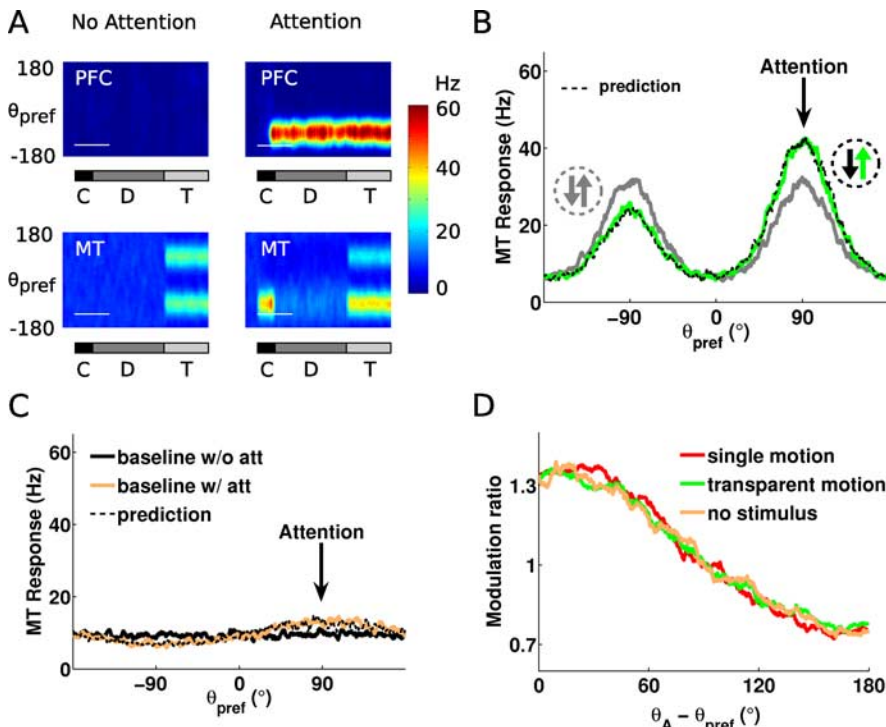 A
No Attention
Attention
180
θpref
-180
PFC
PFC
C D T
C D T
Hz
60
40
20
0
180
θpref
-180
MT
MT
C D T
C D T
B
60
40
20
0
MT Response (Hz)
prediction
Attention
−90 0 90
θpref (°)
C
60
40
20
0
MT Response (Hz)
baseline w/o att
baseline w/ att
prediction
Attention
−90 0 90
θpref (°)
D
1.3
1
0.7
Modulation ratio
single motion
transparent motion
no stimulus
0 60 120 180
θA − θpref (°)